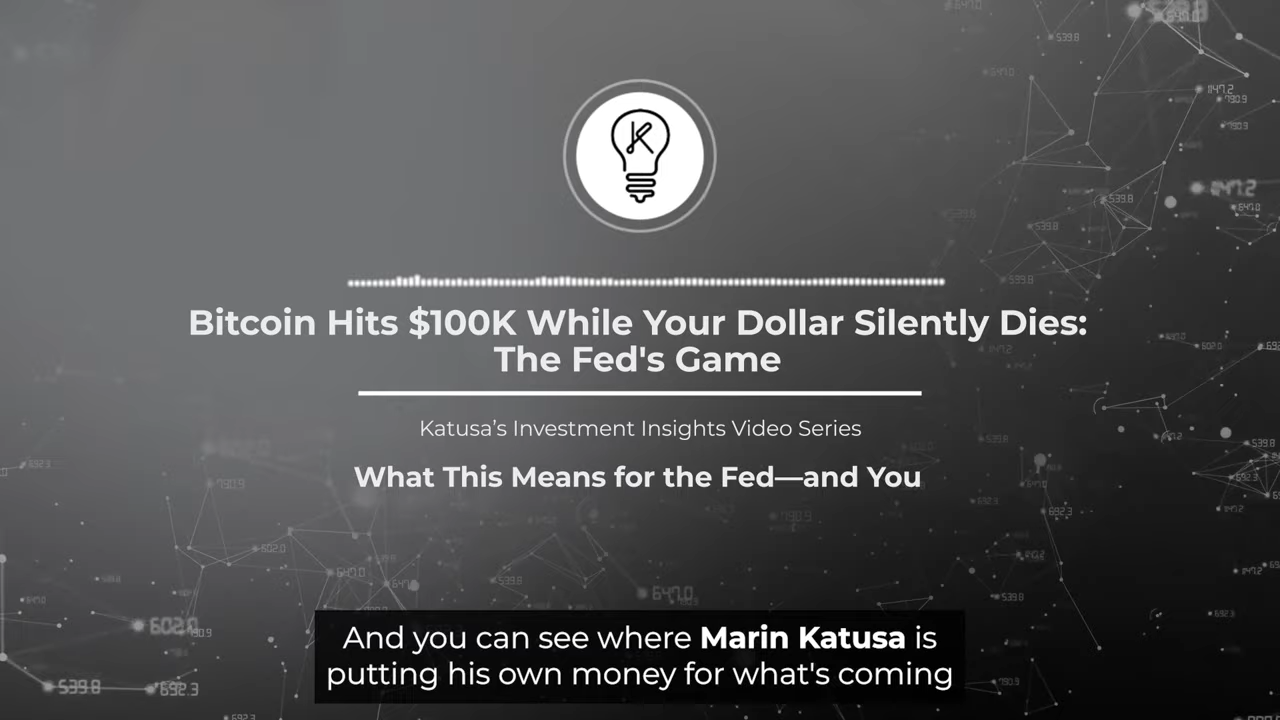 Bitcoin Hits $100K While Your Dollar Silently Dies:
The Fed's Game
Katusa’s Investment Insights Video Series
What This Means for the Fed—and You
And you can see where Marin Katusa is
putting his own money for what's coming